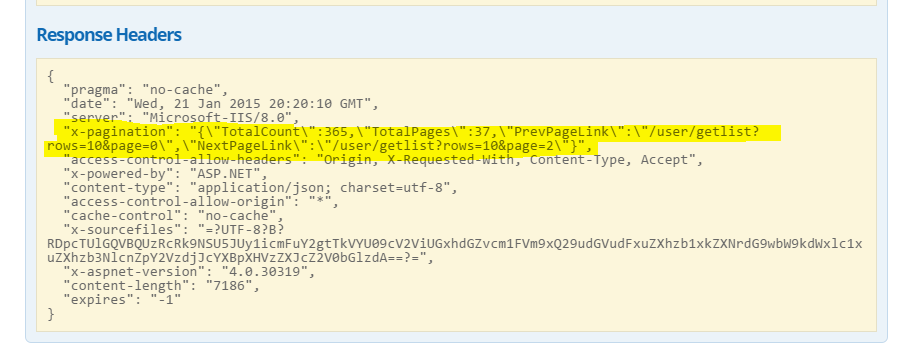 Response Headers
{
"pragma": "no-cache",
"date": "Wed, 21 Jan 2015 20:20:10 GMT",
"server": "Microsoft-IIS/8.0",
"x-pagination": "{\"TotalCount\":365,\"TotalPages\":37,\"PrevPageLink\":\"/user/getlist?
rows=10&page=0\",\"NextPageLink\":\"/user/getlist?rows=10&page=2\"}",
"access-control-allow-headers": "Origin, X-Requested-With, Content-Type, Accept",
"x-powered-by": "ASP.NET",
"content-type": "application/json; charset=utf-8",
"access-control-allow-origin": "*",
"cache-control": "no-cache",
"x-sourcefiles": "=?UTF-8?B?
RDpcTUlGQVBQUzRcRk9NSU5JUy1icmFuY2gtTkVYU09cV2ViUGxhdGZvcm1FVm9xQ29udGVudFxuZXhzb1xkZXNrdG9wbW9kdWxlc1x
uZXhzb3NlcnZpY2VzdjJcYXBpXHVzZXJcZ2V0bGlzdA==?=",
"x-aspnet-version": "4.0.30319",
"content-length": "7186",
"expires": "-1"
}